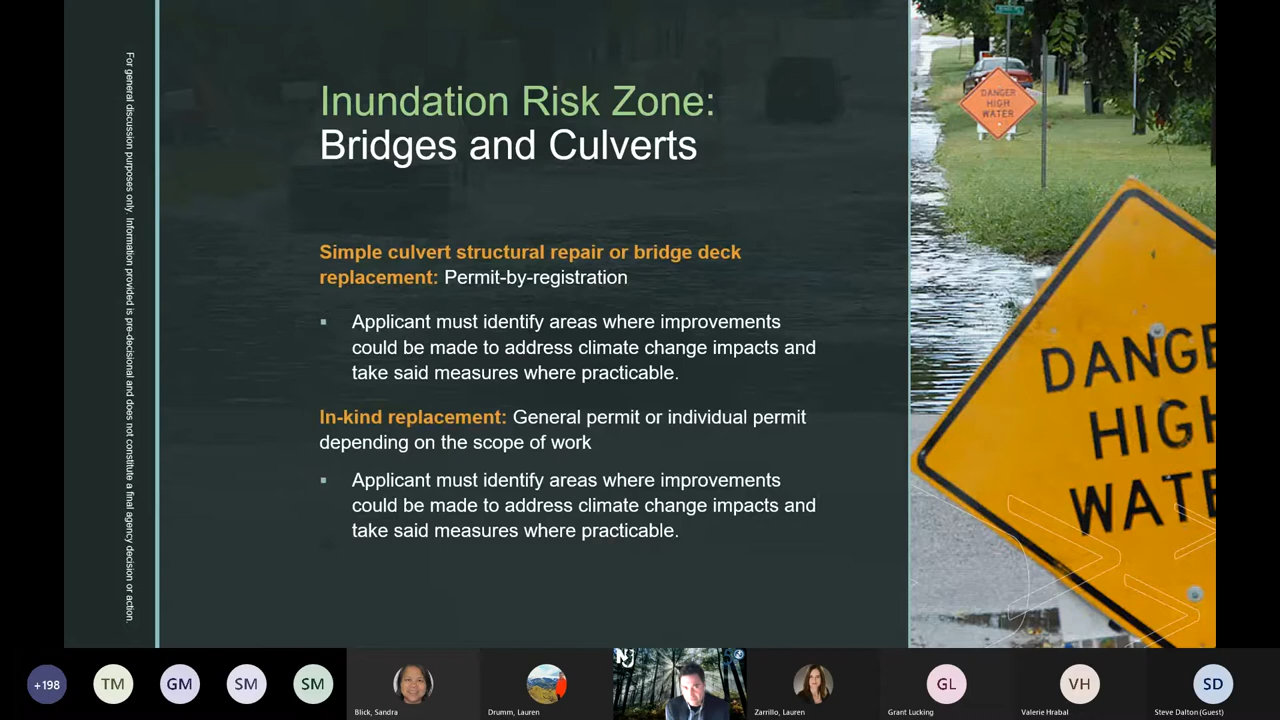 For general discussion purposes only. Information provided is pre-decisional and does not constitute a final agency decision or action.
Inundation Risk Zone:
Bridges and Culverts
Simple culvert structural repair or bridge deck
replacement: Permit-by-registration
▪ Applicant must identify areas where improvements
could be made to address climate change impacts and
take said measures where practicable.
In-kind replacement: General permit or individual permit
depending on the scope of work
▪ Applicant must identify areas where improvements
could be made to address climate change impacts and
take said measures where practicable.
DANGER
HIGH
WATER
DANGE
HIGH
WATE
+198
TM
GM
SM
SM
Blick, Sandra
Drumm, Lauren
NJ
Zarrillo, Lauren
GL
Grant Lucking
VH
Valerie Hrabal
SD
Steve Dalton (Guest)